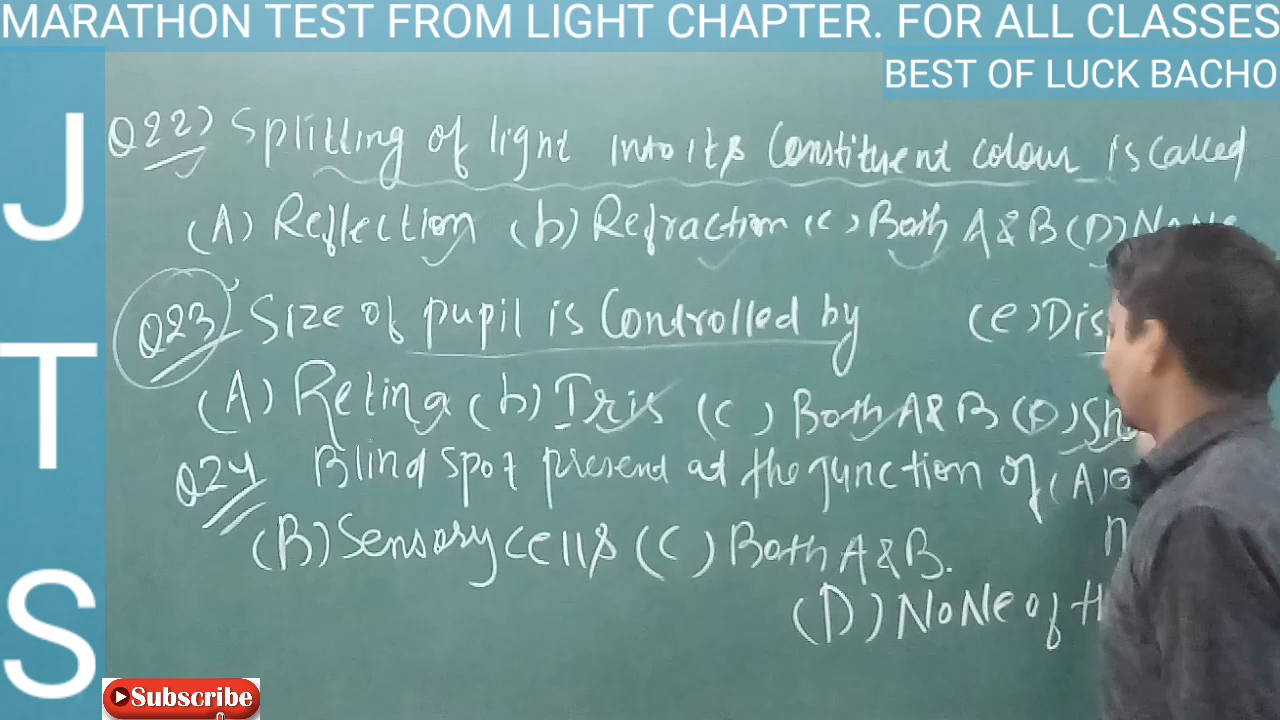 MARATHON TEST FROM LIGHT CHAPTER. FOR ALL CLASSES
BEST OF LUCK BACHO
J
T
S
Q22) Splitting of light into its Constituent colour is called
(A) Reflection (b) Refraction (c) Both A & B (D) NoNe
Q23 Size of pupil is Controlled by (e) Dis
(A) Retina (b) Iris (c) Both A & B (D)
Q24 Blind spot present at the junction of (A)
(B) Sensory cells (C) Both A & B.
(D) NoNe of
Subscribe